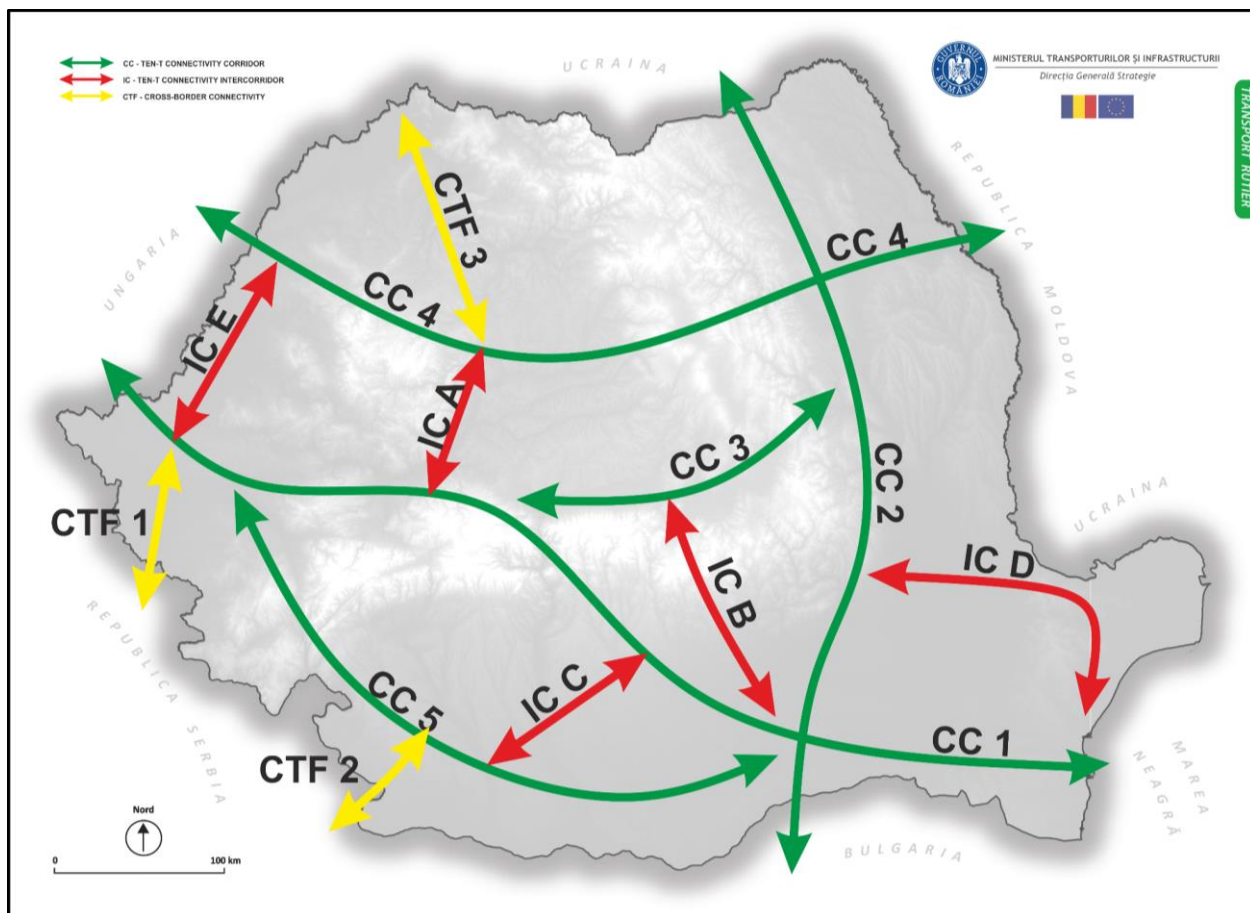 CC - TEN-T CONNECTIVITY CORRIDOR
IC - TEN-T CONNECTIVITY INTERCORRIDOR
CTF - CROSS-BORDER CONNECTIVITY
UCRAINA
GUVERNUL ROMÂNIEI
MINISTERUL TRANSPORTURILOR ȘI INFRASTRUCTURII
Direcția Generală Strategie
TRANSPORT RUTIER
REPUBLICA MOLDOVA
UNGARIA
CTF 3
CC 4
CC 4
IC E
IC A
CC 3
CC 2
CTF 1
UCRAINA
IC D
IC B
REPUBLICA SERBIA
CC 5
IC C
CC 1
CTF 2
MAREA
NEAGRĂ
BULGARIA
Nord
0
100 km